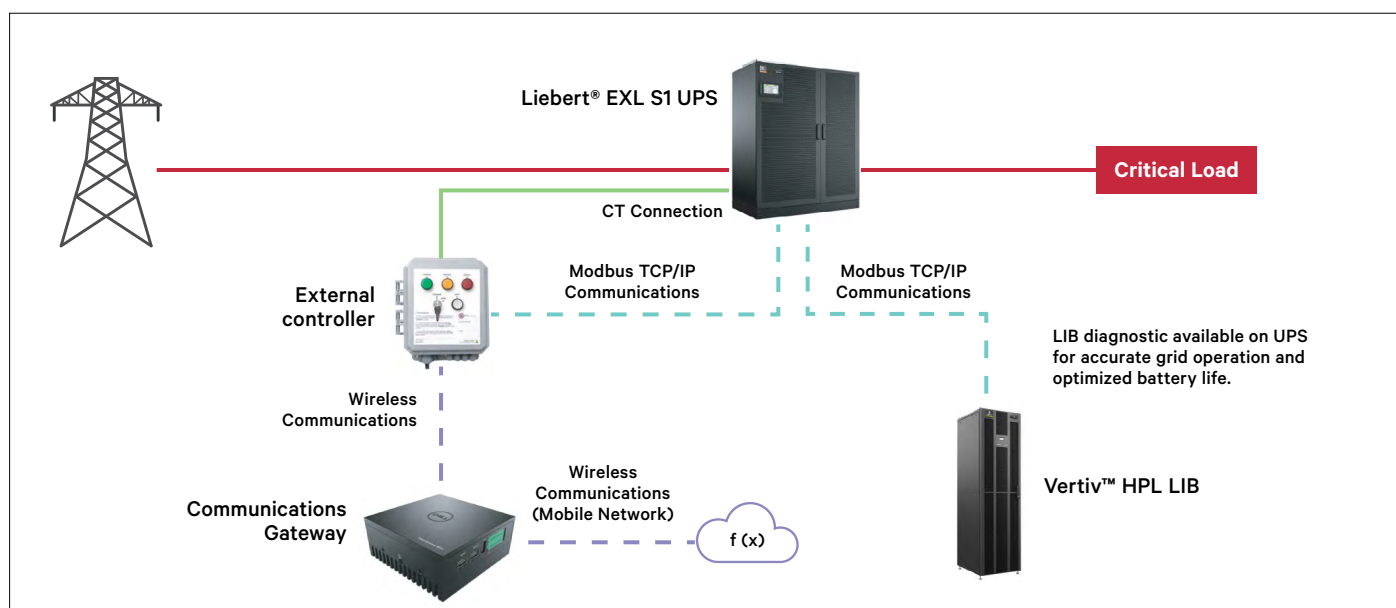 Liebert® EXL S1 UPS
Critical Load
CT Connection
Modbus TCP/IP
Communications
Modbus TCP/IP
Communications
External
controller
LIB diagnostic available on UPS
for accurate grid operation and
optimized battery life.
Wireless
Communications
Vertiv™ HPL LIB
Wireless
Communications
(Mobile Network)
Communications
Gateway
f (x)
DELL